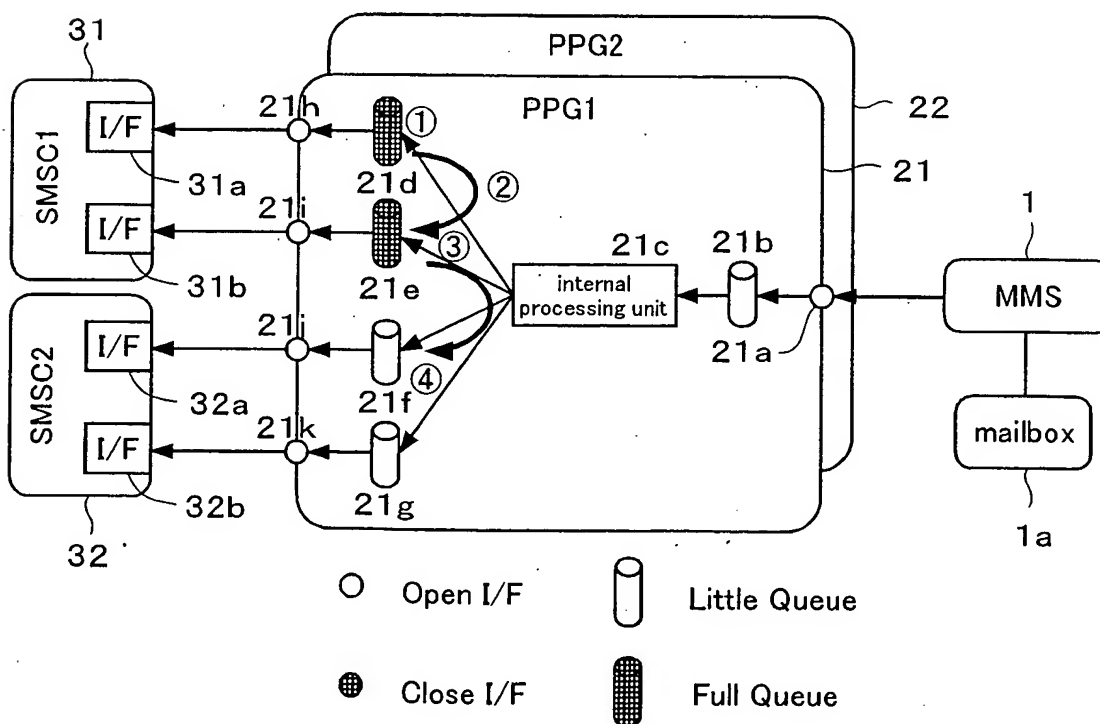 31
PPG2
PPG1
22
21
SMSC1
I/F
31a
I/F
31b
21h
①
21d
②
21i
③
21e
21c
internal
processing unit
21b
21a
1
MMS
mailbox
1a
SMSC2
I/F
32a
I/F
32b
32
21j
④
21f
21k
21g
Open I/F
Little Queue
Close I/F
Full Queue